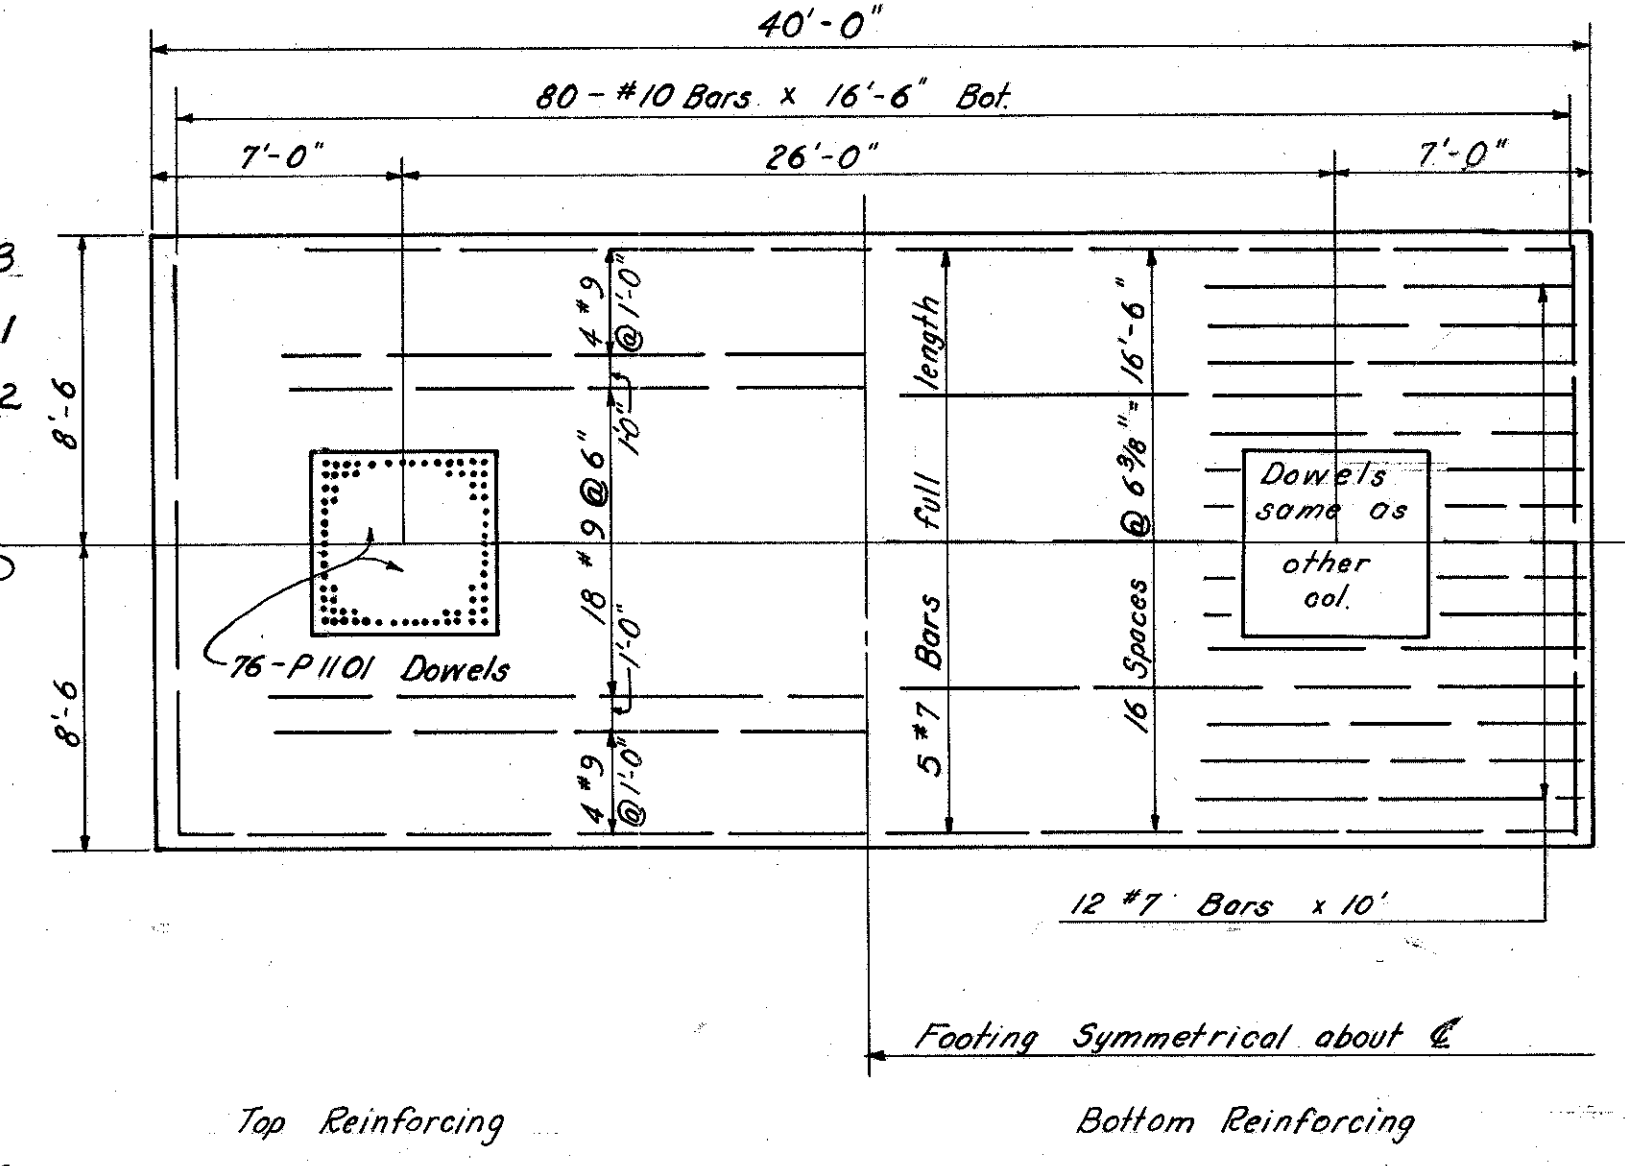 40'-0"
80 - #10 Bars x 16'-6" Bot.
7'-0"
26'-0"
7'-0"
3
1
2
8'-6
8'-6
4 #9
@ 1'-0"
1'-0"
18 #9 @ 6"
1'-0"
4 #9
@ 1'-0"
5 #7 Bars full length
16 Spaces @ 6 3/8" = 16'-6"
Dowels
same as
other
col.
76-P1101 Dowels
12 #7 Bars x 10'
Footing Symmetrical about ℄
Top Reinforcing
Bottom Reinforcing